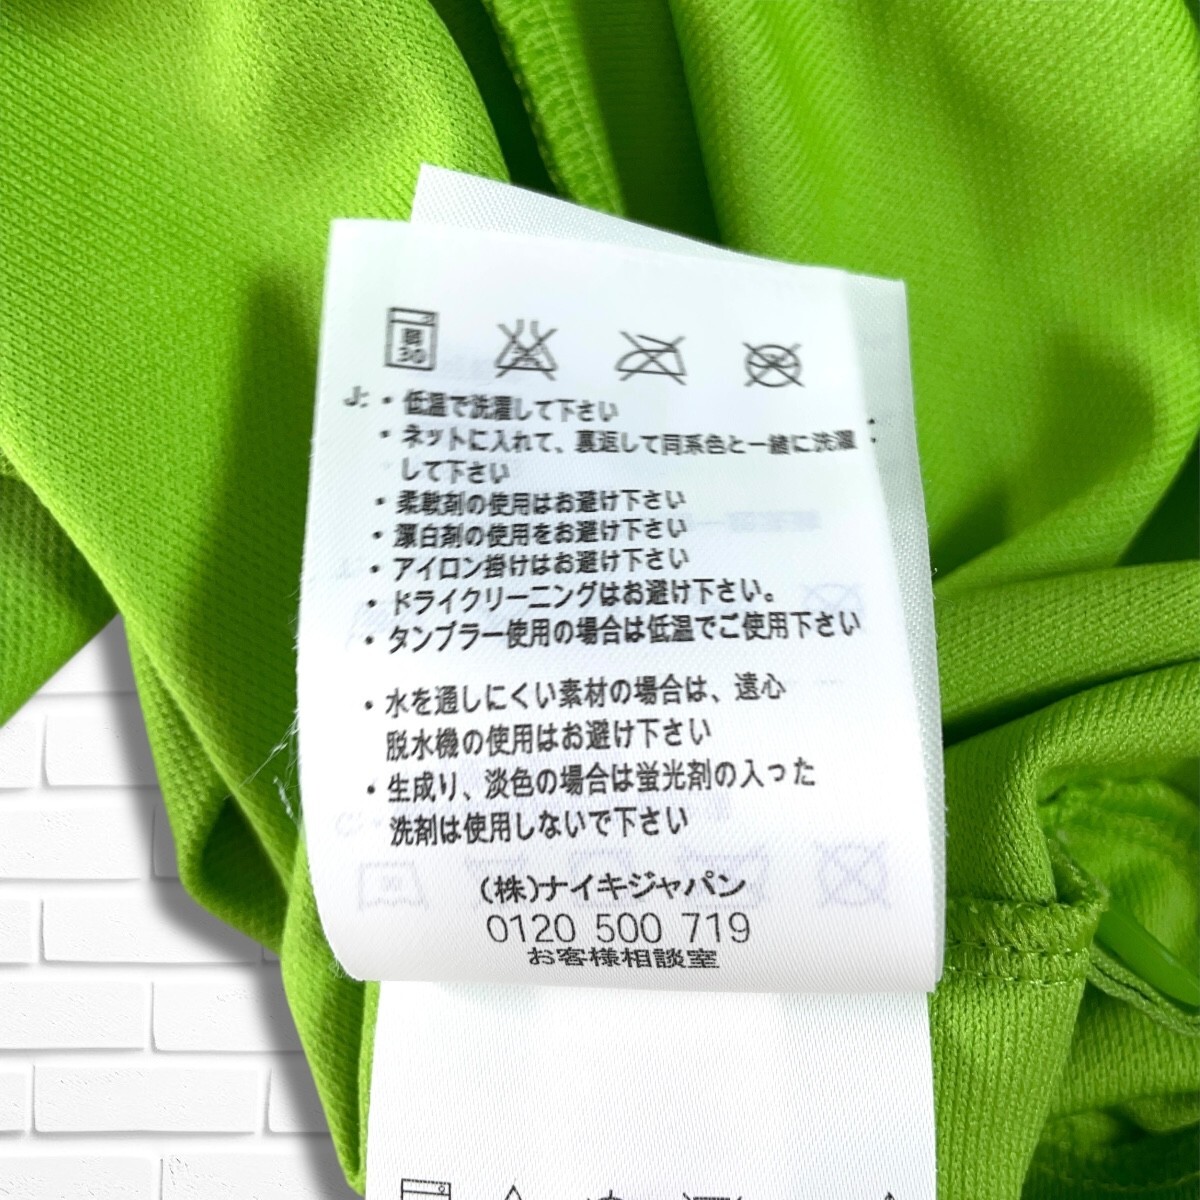 弱
30
J: ・低温で洗濯して下さい
・ネットに入れて、裏返して同系色と一緒に洗濯
して下さい
・柔軟剤の使用はお避け下さい
・漂白剤の使用をお避け下さい
・アイロン掛けはお避け下さい
・ドライクリーニングはお避け下さい。
・タンブラー使用の場合は低温でご使用下さい
・水を通しにくい素材の場合は、遠心
脱水機の使用はお避け下さい
・生成り、淡色の場合は蛍光剤の入った
洗剤は使用しないで下さい
(株)ナイキジャパン
0120 500 719
お客様相談室